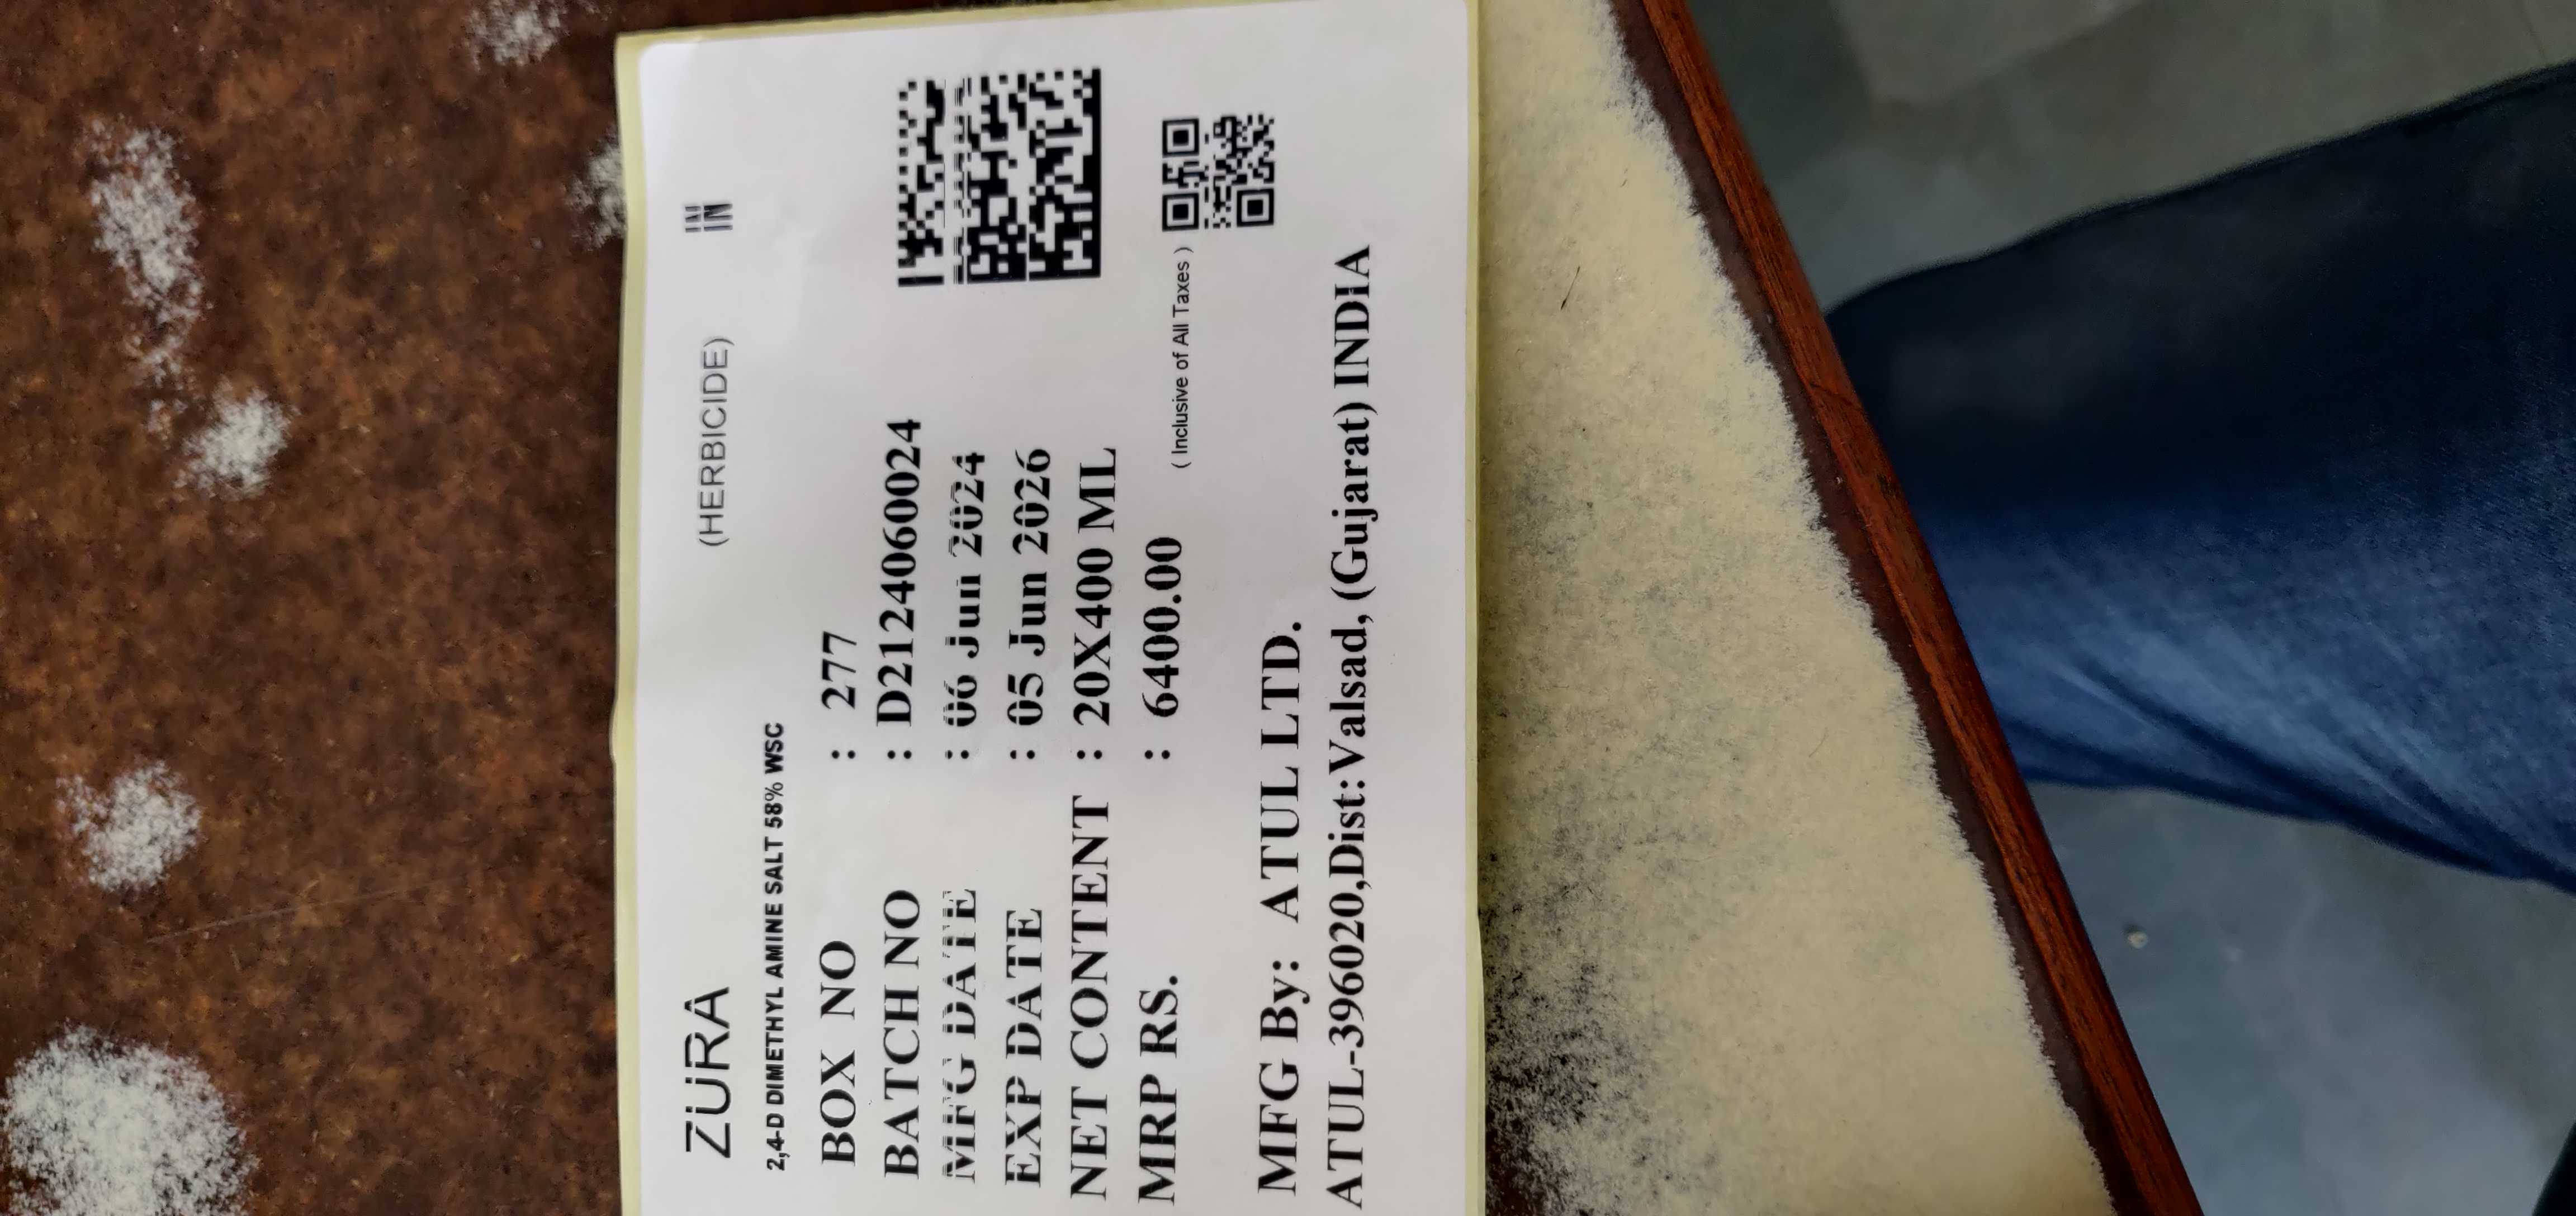 ZURA (HERBICIDE) IN
2,4-D DIMETHYL AMINE SALT 58% WSC
BOX NO : 277
BATCH NO : D2124060024
MFG DATE : 06 Jun 2024
EXP DATE : 05 Jun 2026
NET CONTENT : 20X400 ML
MRP RS. : 6400.00 ( Inclusive of All Taxes )
MFG By: ATUL LTD.
ATUL-396020,Dist:Valsad, (Gujarat) INDIA